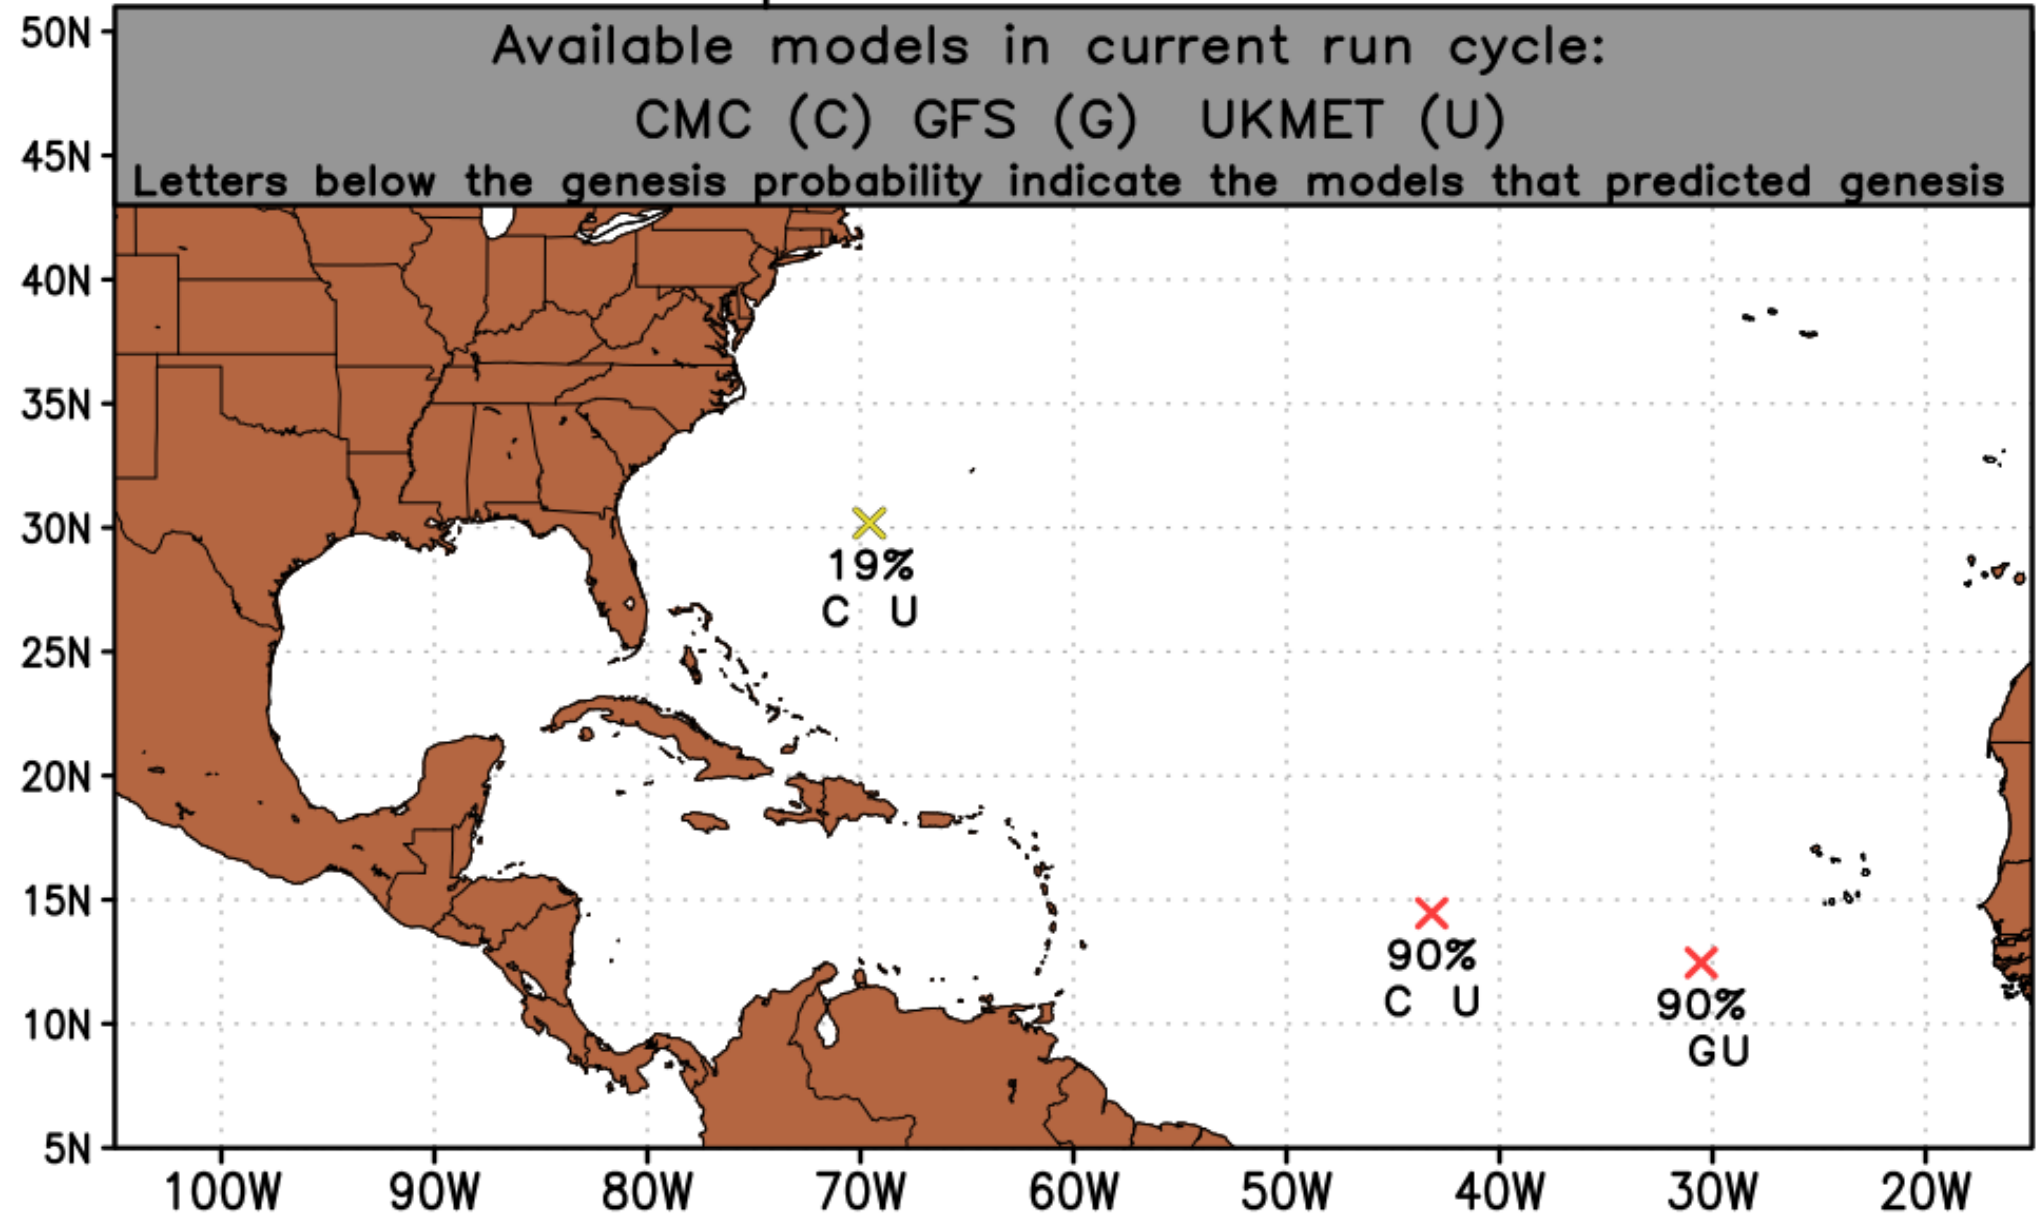 Available models in current run cycle:
CMC (C) GFS (G) UKMET (U)
Letters below the genesis probability indicate the models that predicted genesis
50N
45N
40N
35N
30N
25N
20N
15N
10N
5N
19%
C U
90%
C U
90%
GU
100W 90W 80W 70W 60W 50W 40W 30W 20W